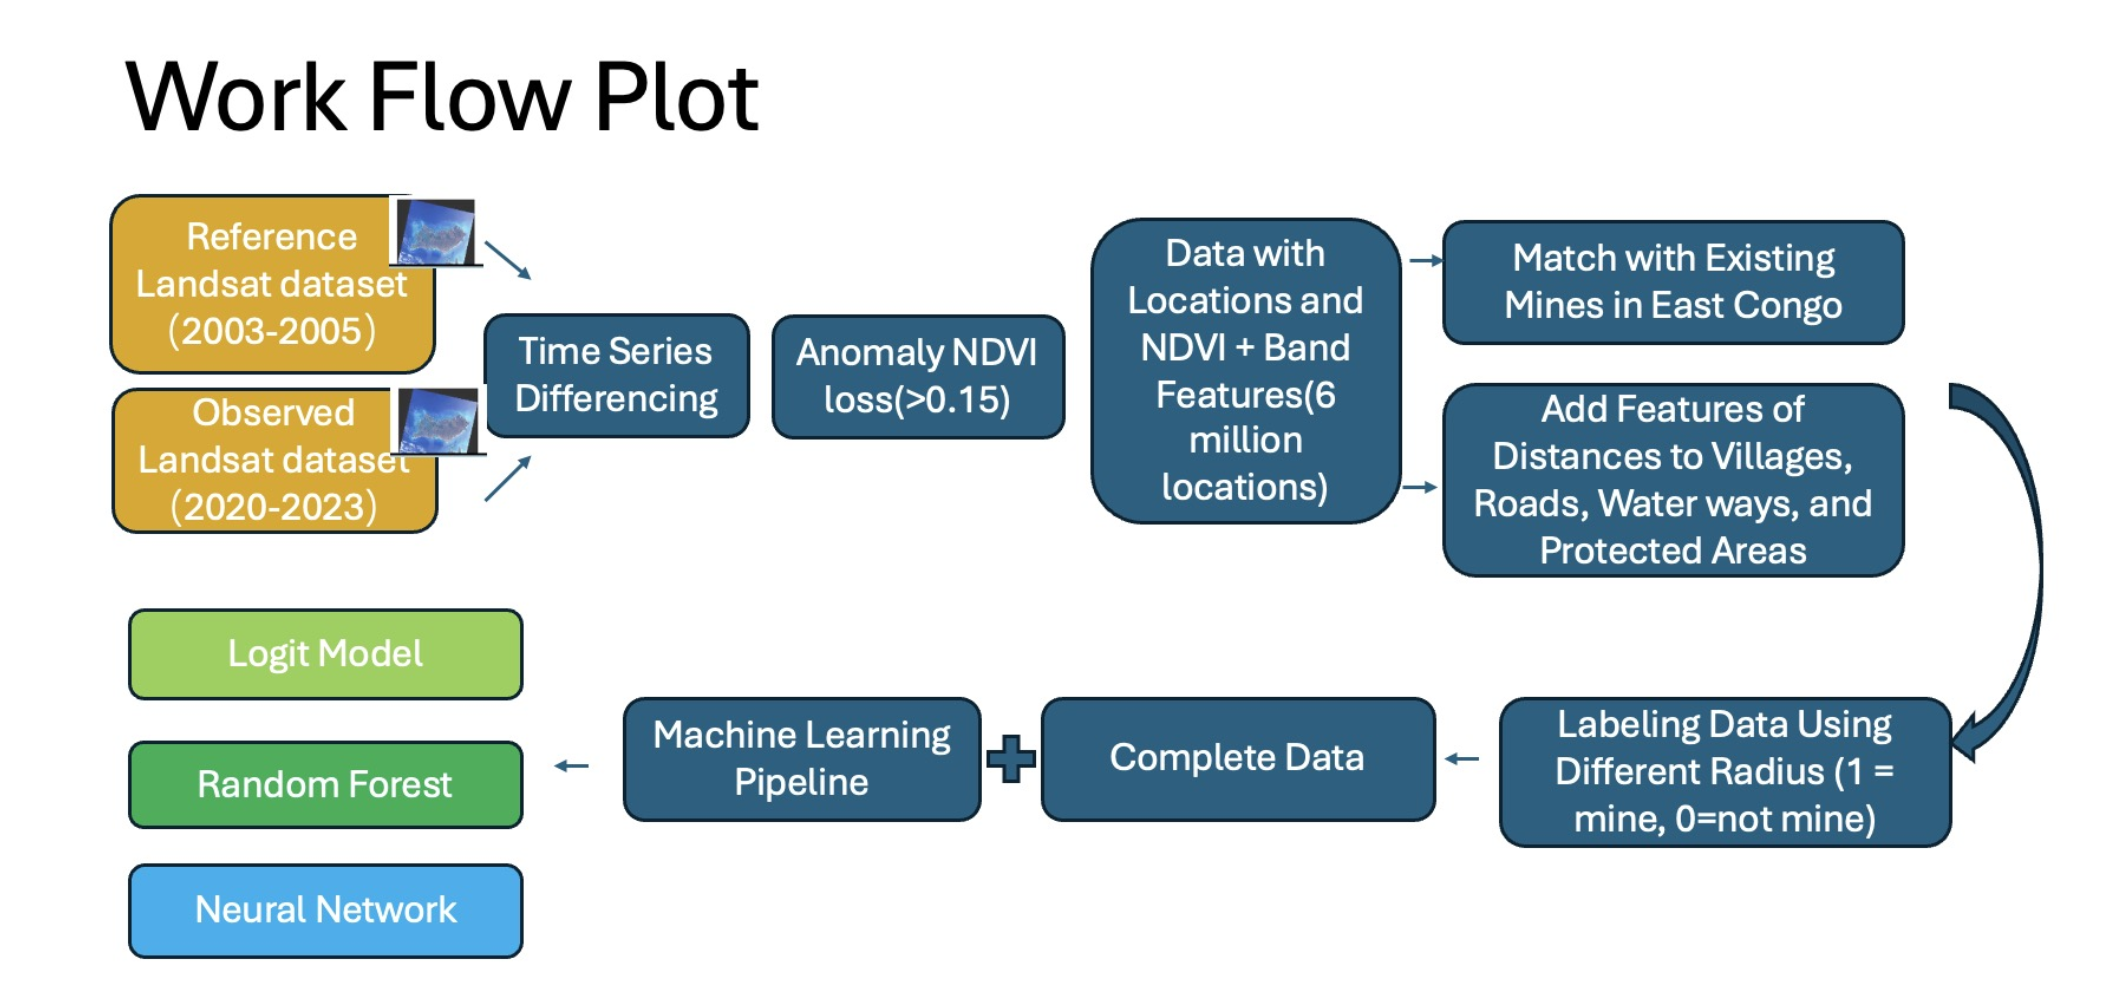 Work Flow Plot
Reference
Landsat dataset
(2003-2005)
Observed
Landsat dataset
(2020-2023)
Time Series
Differencing
Anomaly NDVI
loss(>0.15)
Data with
Locations and
NDVI + Band
Features(6
million
locations)
Match with Existing
Mines in East Congo
Add Features of
Distances to Villages,
Roads, Water ways, and
Protected Areas
Labeling Data Using
Different Radius (1 =
mine, 0=not mine)
Complete Data
Machine Learning
Pipeline
Logit Model
Random Forest
Neural Network